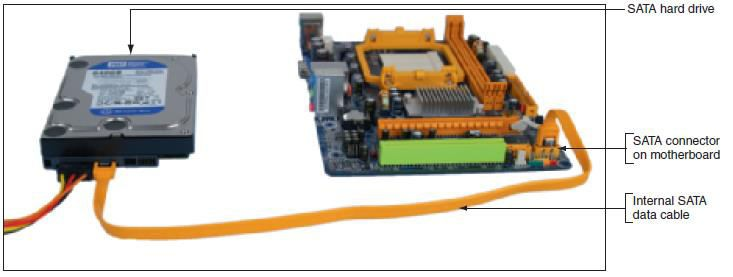 SATA hard drive
SATA connector
on motherboard
Internal SATA
data cable